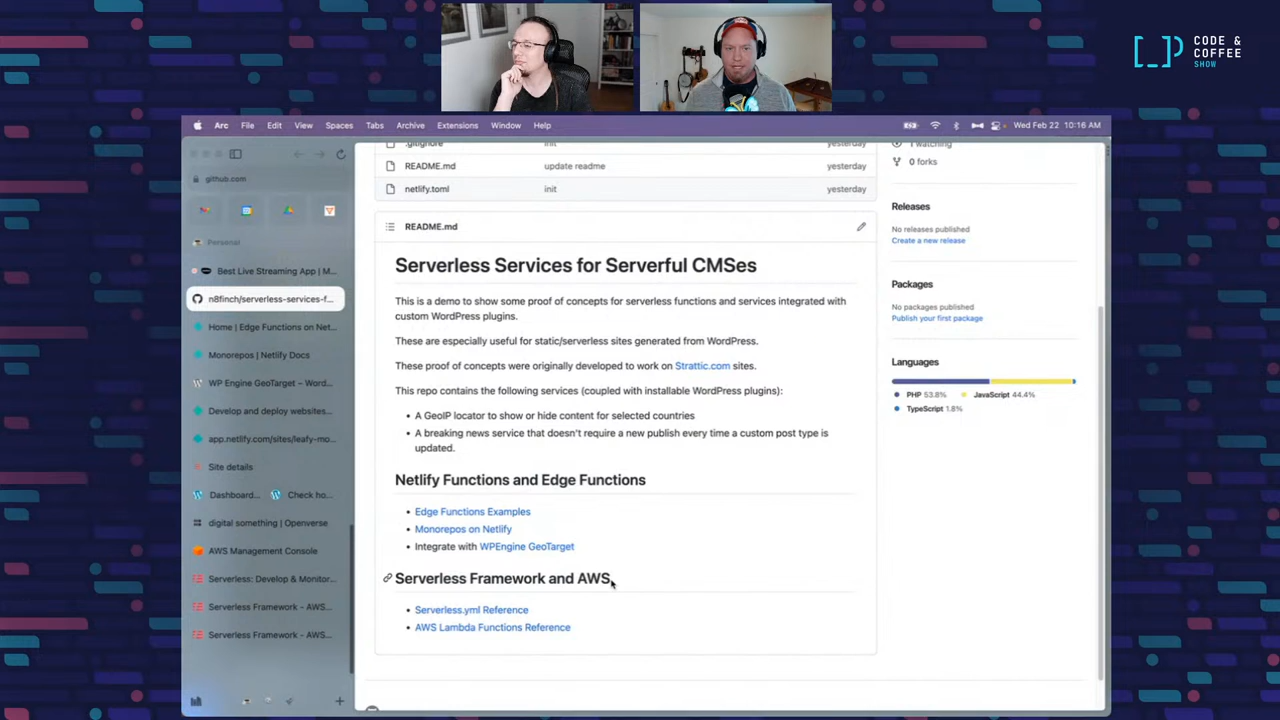 CODE &
COFFEE
SHOW
Arc File Edit View Spaces Tabs Archive Extensions Window Help Wed Feb 22 10:16 AM
github.com
Personal
Best Live Streaming App | M...
n8finch/serverless-services-f...
Home | Edge Functions on Net...
Monorepos | Netlify Docs
WP Engine GeoTarget – Word...
Develop and deploy websites...
app.netlify.com/sites/leafy-mo...
Site details
Dashboard... Check ho...
digital something | Openverse
AWS Management Console
Serverless: Develop & Monitor...
Serverless Framework - AWS...
Serverless Framework - AWS...
.gitignore init yesterday
README.md update readme yesterday
netlify.toml init yesterday
README.md
Serverless Services for Serverful CMSes
This is a demo to show some proof of concepts for serverless functions and services integrated with
custom WordPress plugins.
These are especially useful for static/serverless sites generated from WordPress.
These proof of concepts were originally developed to work on Strattic.com sites.
This repo contains the following services (coupled with installable WordPress plugins):
• A GeoIP locator to show or hide content for selected countries
• A breaking news service that doesn't require a new publish every time a custom post type is
updated.
Netlify Functions and Edge Functions
• Edge Functions Examples
• Monorepos on Netlify
• Integrate with WPEngine GeoTarget
Serverless Framework and AWS
• Serverless.yml Reference
• AWS Lambda Functions Reference
1 watching
0 forks
Releases
No releases published
Create a new release
Packages
No packages published
Publish your first package
Languages
PHP 53.8% JavaScript 44.4%
TypeScript 1.8%